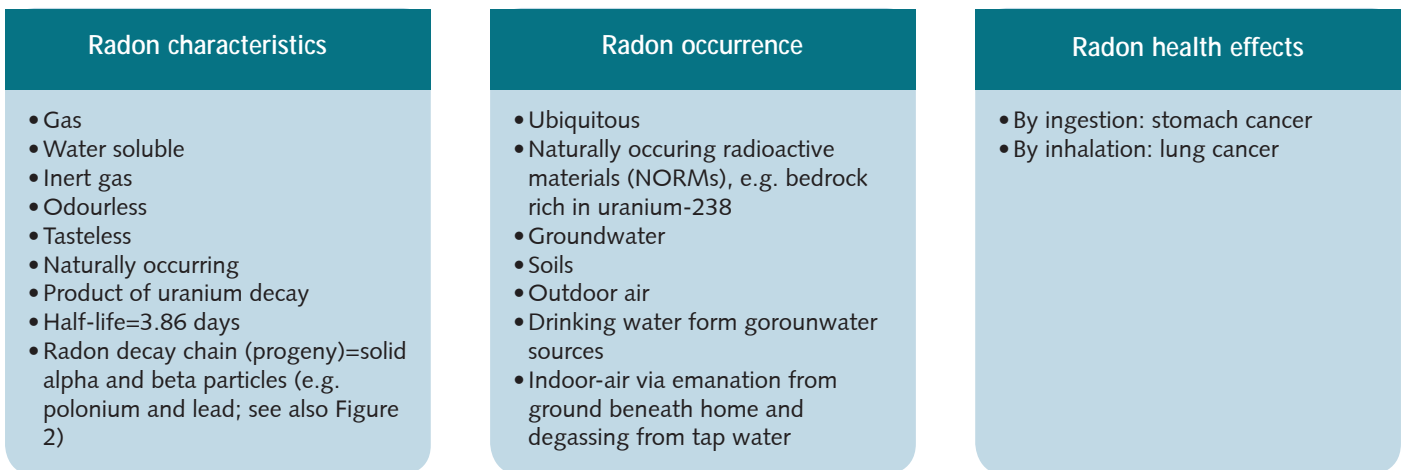 Radon characteristics
• Gas
• Water soluble
• Inert gas
• Odourless
• Tasteless
• Naturally occurring
• Product of uranium decay
• Half-life=3.86 days
• Radon decay chain (progeny)=solid
alpha and beta particles (e.g.
polonium and lead; see also Figure
2)
Radon occurrence
• Ubiquitous
• Naturally occuring radioactive
materials (NORMs), e.g. bedrock
rich in uranium-238
• Groundwater
• Soils
• Outdoor air
• Drinking water form gorounwater
sources
• Indoor-air via emanation from
ground beneath home and
degassing from tap water
Radon health effects
• By ingestion: stomach cancer
• By inhalation: lung cancer